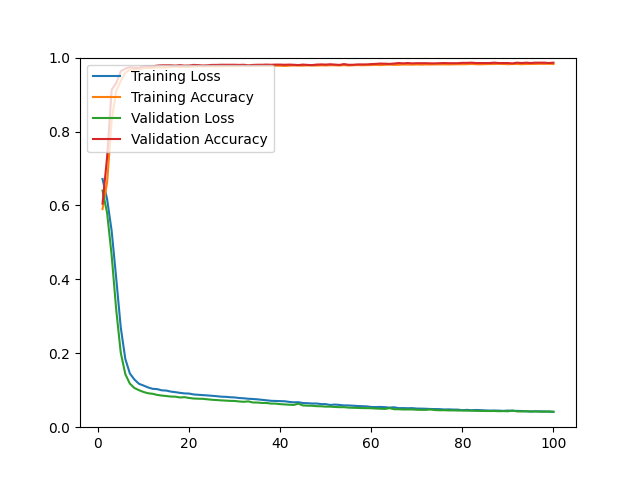 1.0
0.8
0.6
0.4
0.2
0.0
Training Loss
Training Accuracy
Validation Loss
Validation Accuracy
0 20 40 60 80 100